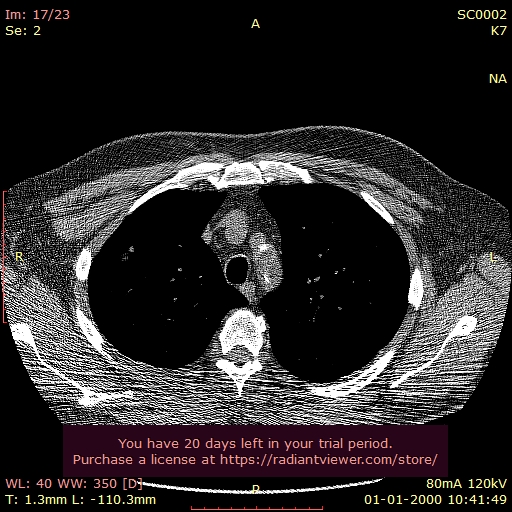 Im: 17/23
Se: 2
A
SC0002
K7
NA
R
L
You have 20 days left in your trial period.
Purchase a license at https://radiantviewer.com/store/
WL: 40 WW: 350 [D]
T: 1.3mm L: -110.3mm
P
80mA 120kV
01-01-2000 10:41:49